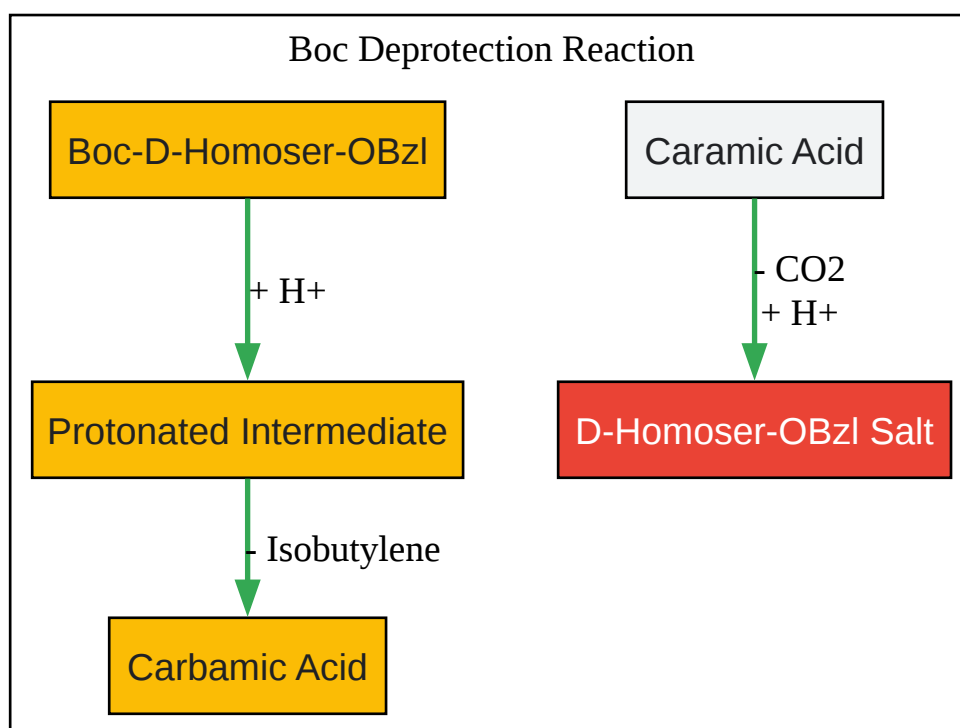 Boc Deprotection Reaction
Boc-D-Homoser-OBzl
+ H+
Protonated Intermediate
- Isobutylene
Carbamic Acid
Caramic Acid
- CO2
+ H+
D-Homoser-OBzl Salt